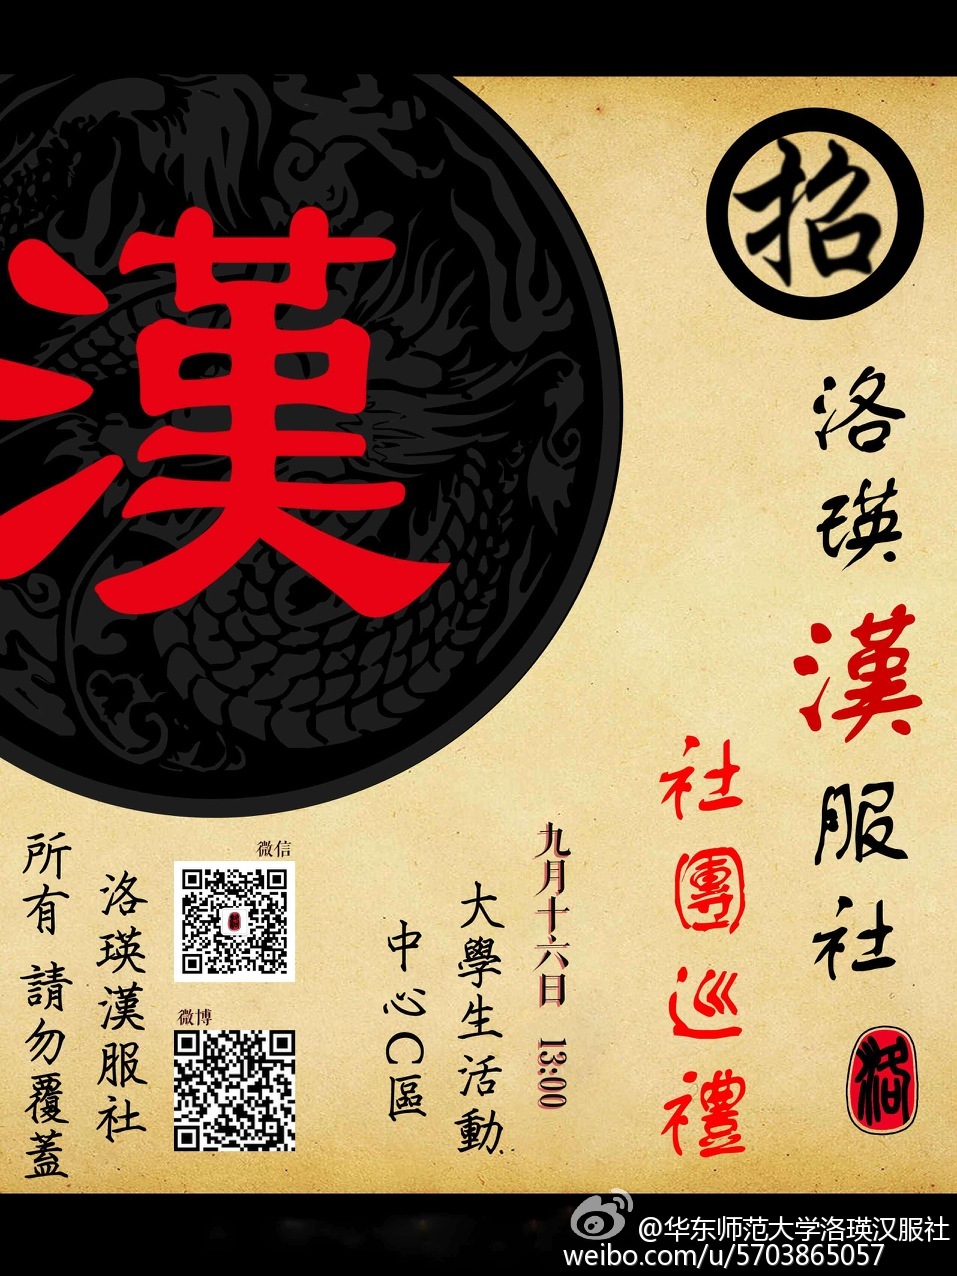 招
洛瑛漢服社
洛
社團巡禮
九月十六日 13:00
大學生活動
中心C區
漢
微信
微博
洛瑛漢服社
所有 請勿覆蓋
@华东师范大学洛瑛汉服社
weibo.com/u/5703865057